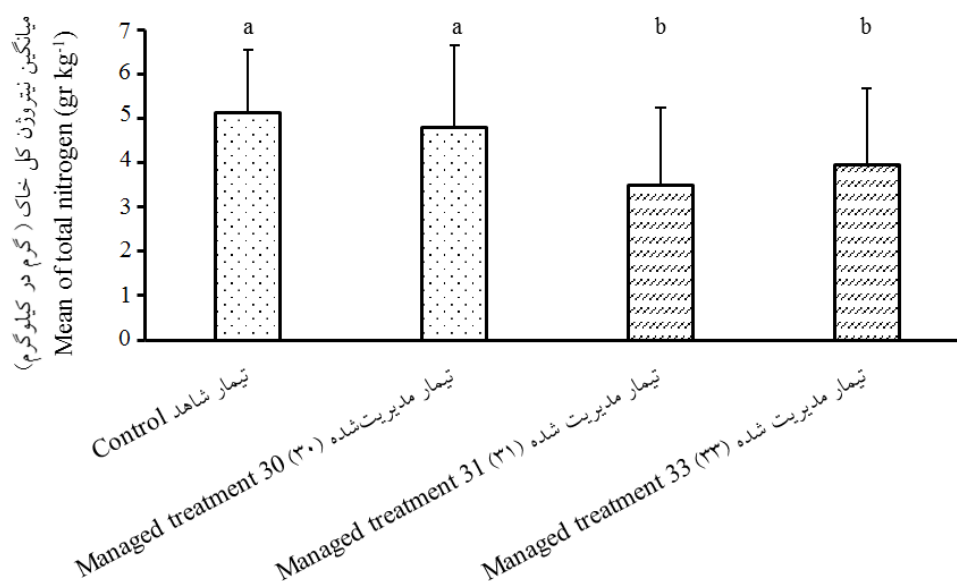 میانگین نیتروژن کل خاک (گرم در کیلوگرم)
Mean of total nitrogen (gr kg-1)
7
6
5
4
3
2
1
0
a
a
b
b
تیمار شاهد Control
تیمار مدیریت‌شده (۳۰) Managed treatment 30
تیمار مدیریت شده (۳۱) Managed treatment 31
تیمار مدیریت شده (۳۳) Managed treatment 33